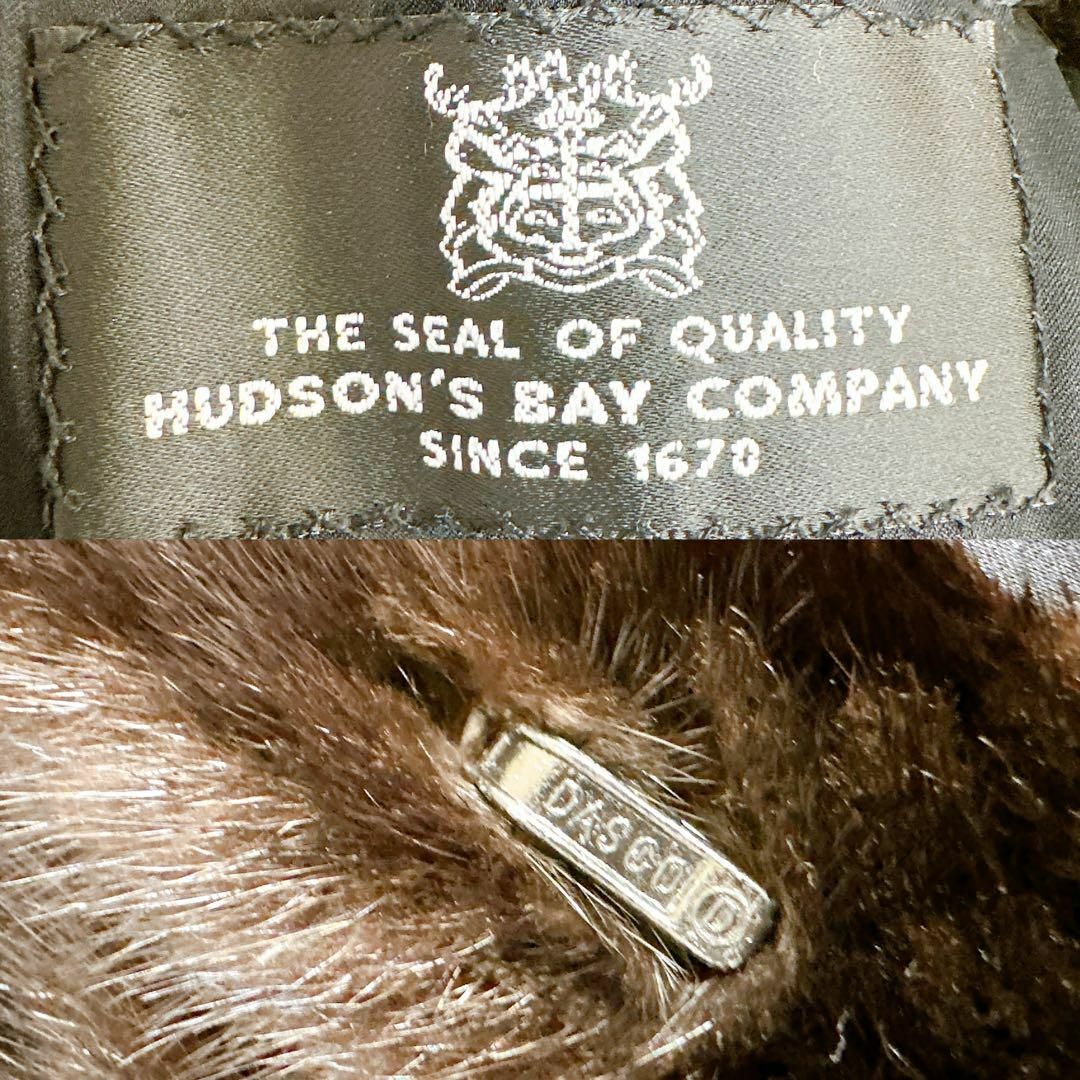 THE SEAL OF QUALITY
HUDSON'S BAY COMPANY
SINCE 1670
DASCO D